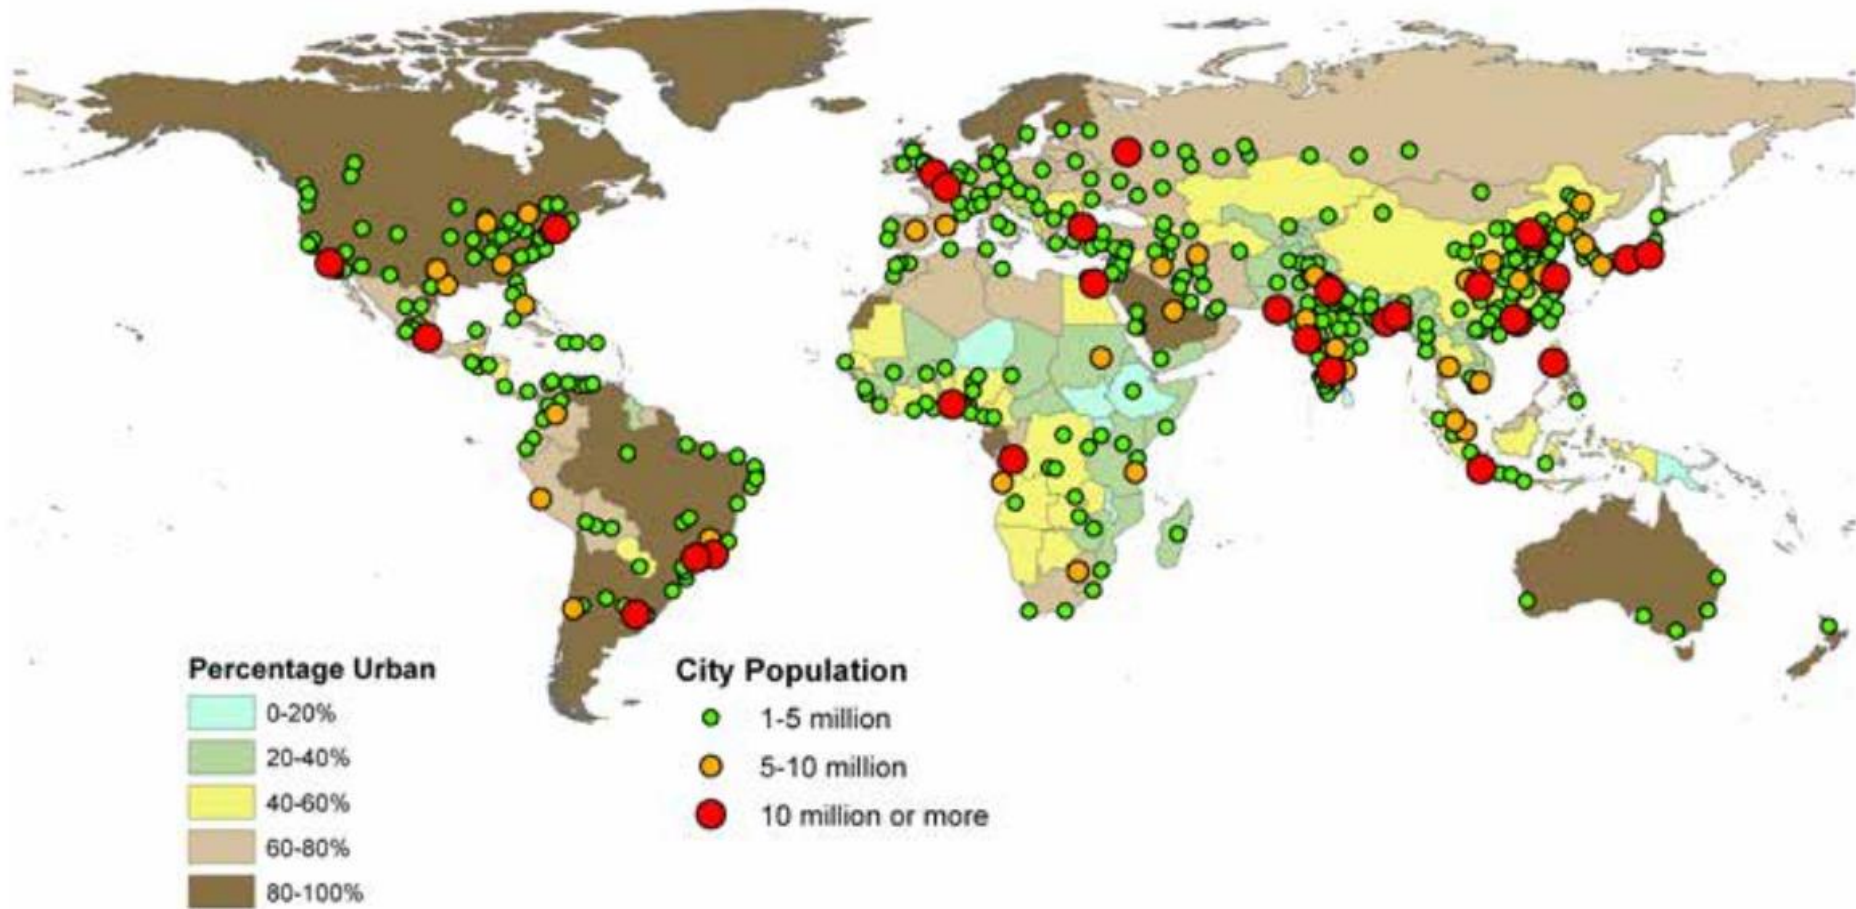 Percentage Urban
0-20%
20-40%
40-60%
60-80%
80-100%
City Population
1-5 million
5-10 million
10 million or more